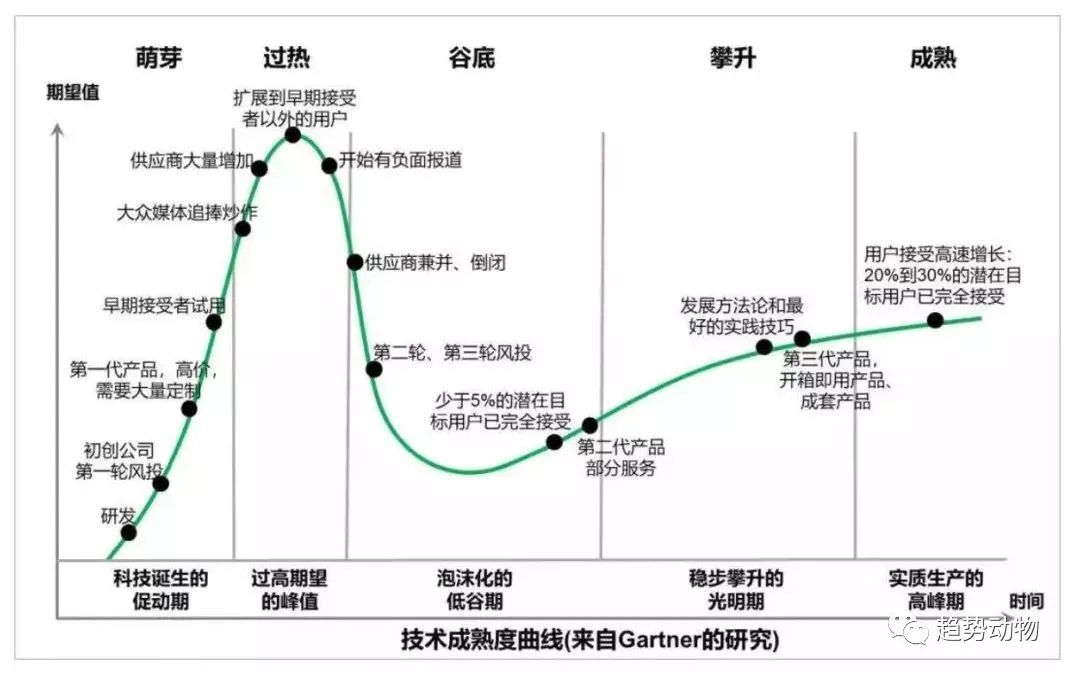 萌芽
过热
谷底
攀升
成熟
期望值
扩展到早期接受
者以外的用户
供应商大量增加
开始有负面报道
大众媒体追捧炒作
供应商兼并、倒闭
用户接受高速增长：
20%到30%的潜在目
标用户已完全接受
早期接受者试用
发展方法论和最
好的实践技巧
第一代产品，高价，
需要大量定制
第二轮、第三轮风投
第三代产品，
开箱即用产品、
成套产品
少于5%的潜在目
标用户已完全接受
第二代产品
部分服务
初创公司
第一轮风投
研发
科技诞生的
促动期
过高期望
的峰值
泡沫化的
低谷期
稳步攀升的
光明期
实质生产的
高峰期
时间
技术成熟度曲线(来自Gartner的研究)
趋势动物